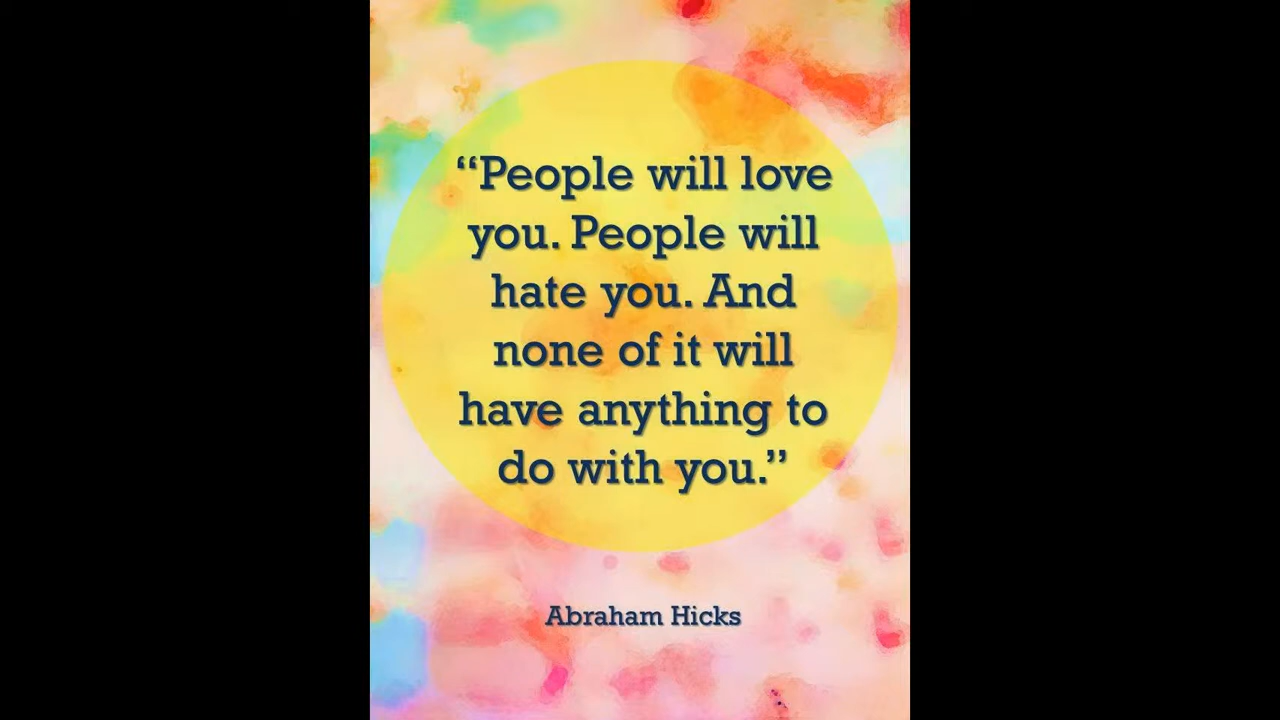 “People will love
you. People will
hate you. And
none of it will
have anything to
do with you.”
Abraham Hicks